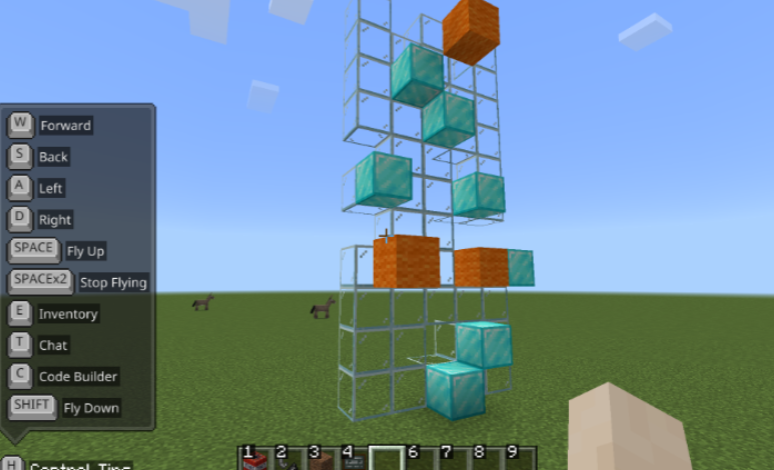 W Forward
S Back
A Left
D Right
SPACE Fly Up
SPACEx2 Stop Flying
E Inventory
T Chat
C Code Builder
SHIFT Fly Down
H Control Tips
1 2 3 4 6 7 8 9